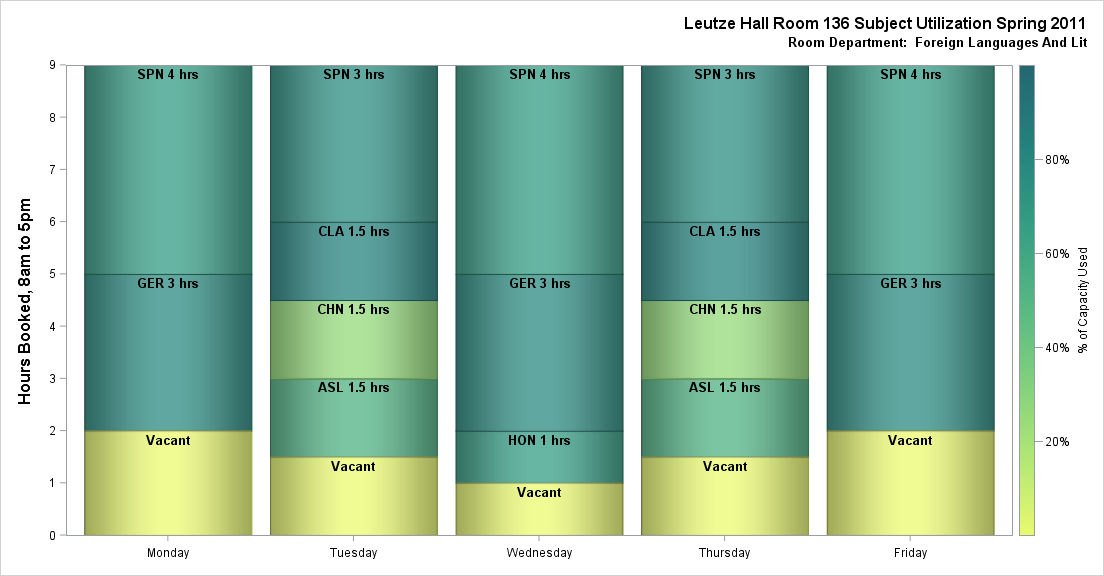 Leutze Hall Room 136 Subject Utilization Spring 2011
Room Department:  Foreign Languages And Lit
Hours Booked, 8am to 5pm
9
8
7
6
5
4
3
2
1
0
SPN 4 hrs
GER 3 hrs
Vacant
Monday
SPN 3 hrs
CLA 1.5 hrs
CHN 1.5 hrs
ASL 1.5 hrs
Vacant
Tuesday
SPN 4 hrs
GER 3 hrs
HON 1 hrs
Vacant
Wednesday
SPN 3 hrs
CLA 1.5 hrs
CHN 1.5 hrs
ASL 1.5 hrs
Vacant
Thursday
SPN 4 hrs
GER 3 hrs
Vacant
Friday
80%
60%
40%
20%
% of Capacity Used